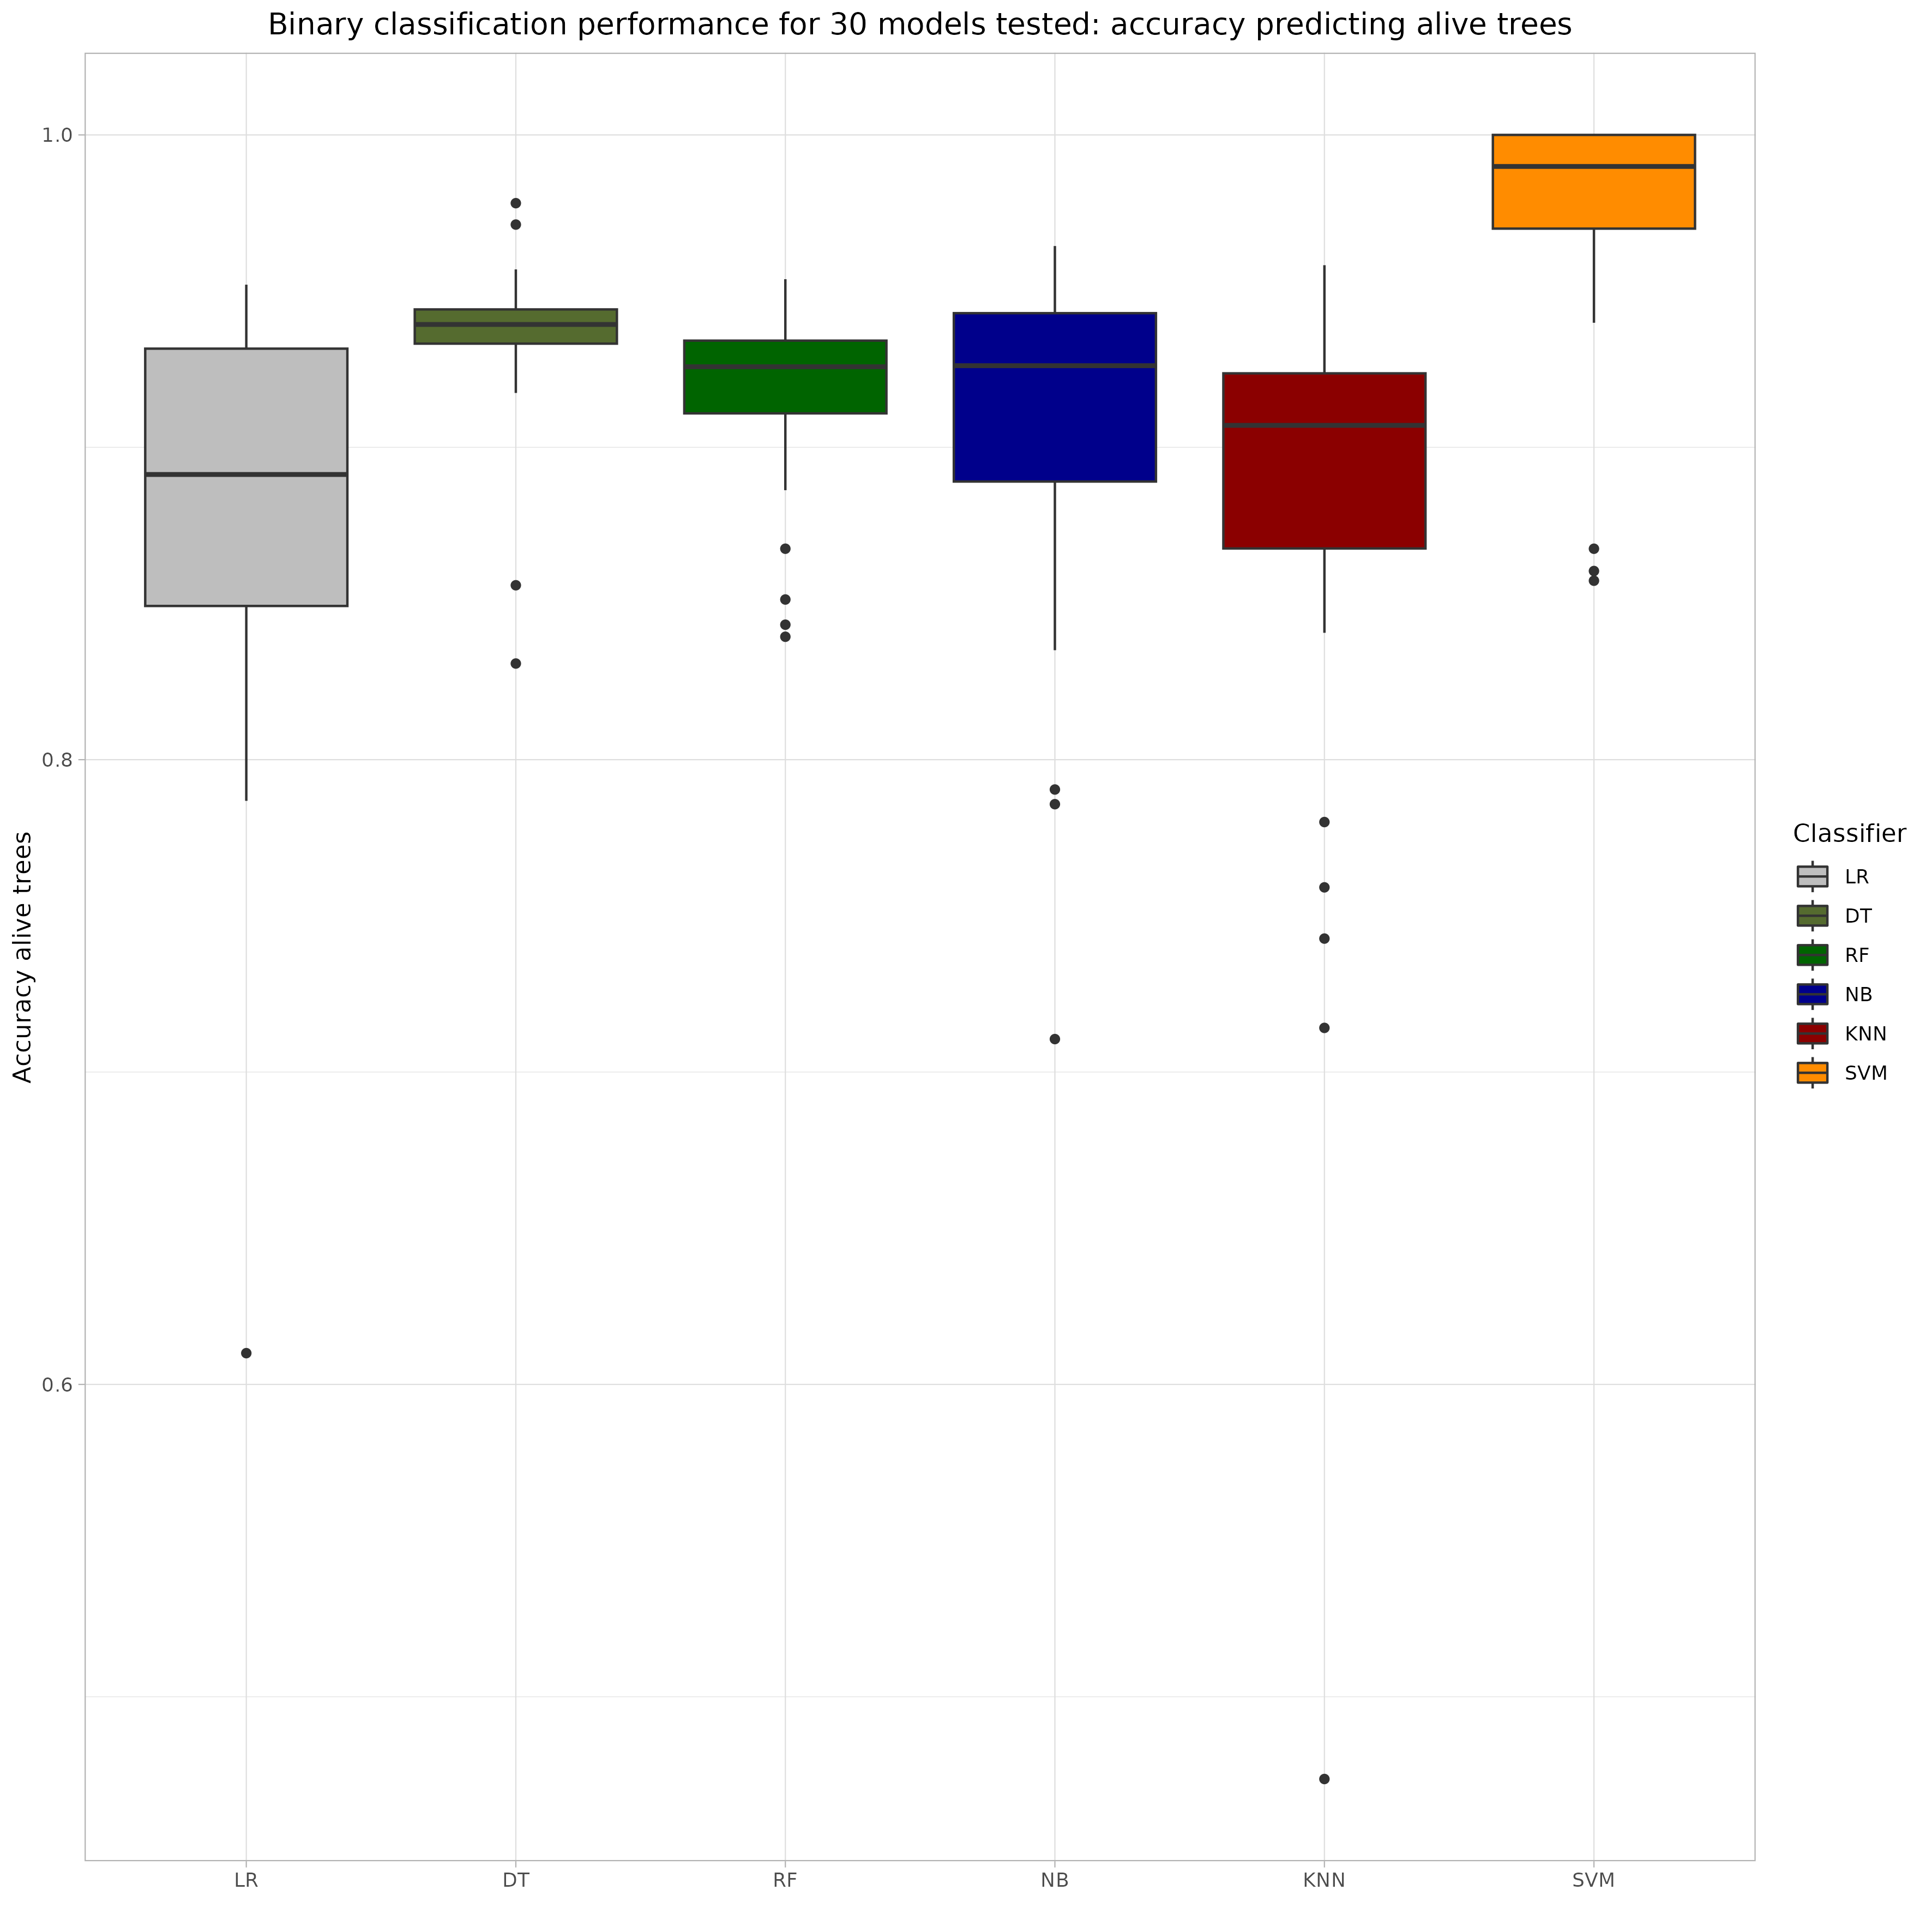 Binary classification performance for 30 models tested: accuracy predicting alive trees
1.0
0.8
0.6
Accuracy alive trees
LR
DT
RF
NB
KNN
SVM
Classifier
LR
DT
RF
NB
KNN
SVM